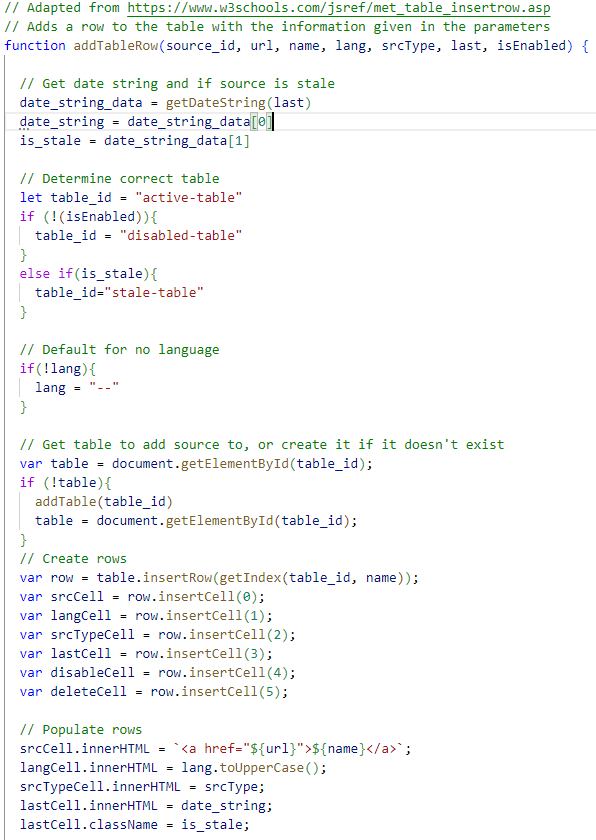 // Adapted from https://www.w3schools.com/jsref/met_table_insertrow.asp
// Adds a row to the table with the information given in the parameters
function addTableRow(source_id, url, name, lang, srcType, last, isEnabled) {
// Get date string and if source is stale
date_string_data = getDateString(last)
date_string = date_string_data[0]
is_stale = date_string_data[1]
// Determine correct table
let table_id = "active-table"
if (!(isEnabled)){
table_id = "disabled-table"
}
else if(is_stale){
table_id="stale-table"
}
// Default for no language
if(!lang){
lang = "--"
}
// Get table to add source to, or create it if it doesn't exist
var table = document.getElementById(table_id);
if (!table){
addTable(table_id)
table = document.getElementById(table_id);
}
// Create rows
var row = table.insertRow(getIndex(table_id, name));
var srcCell = row.insertCell(0);
var langCell = row.insertCell(1);
var srcTypeCell = row.insertCell(2);
var lastCell = row.insertCell(3);
var disableCell = row.insertCell(4);
var deleteCell = row.insertCell(5);
// Populate rows
srcCell.innerHTML = `<a href="${url}">${name}</a>`;
langCell.innerHTML = lang.toUpperCase();
srcTypeCell.innerHTML = srcType;
lastCell.innerHTML = date_string;
lastCell.className = is_stale;